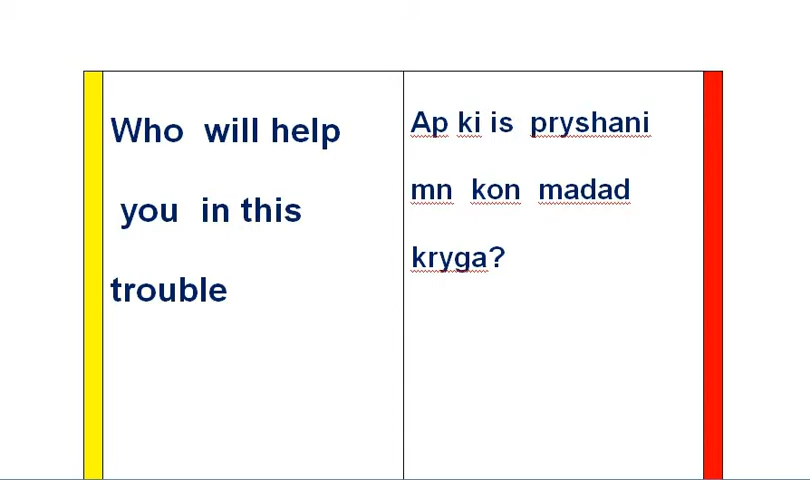 Who will help
you in this
trouble
Ap ki is pryshani
mn kon madad
kryga?